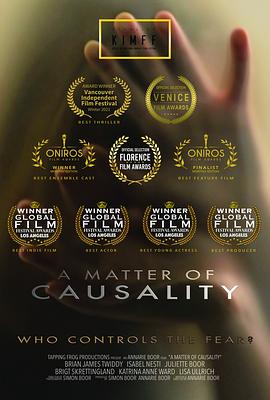 KIMFF
AWARD WINNER
Vancouver
Independent
Film Festival
Winter 2021
BEST THRILLER
OFFICIAL SELECTION
VENICE
FILM AWARDS
ONIROS
FILM AWARDS
WINNER
BEST ENSEMBLE CAST
OFFICIAL SELECTION
FLORENCE
FILM AWARDS
ONIROS
FILM AWARDS
FINALIST
BEST FEATURE FILM
WINNER
GLOBAL
FILM
FESTIVAL AWARDS
LOS ANGELES
BEST INDIE FILM
WINNER
GLOBAL
FILM
FESTIVAL AWARDS
LOS ANGELES
BEST ACTOR
WINNER
GLOBAL
FILM
FESTIVAL AWARDS
LOS ANGELES
BEST YOUNG ACTRESS
WINNER
GLOBAL
FILM
FESTIVAL AWARDS
LOS ANGELES
BEST PRODUCER
A MATTER OF
CAUSALITY
WHO CONTROLS THE FEAR?
TAPPING FROG PRODUCTIONS ANNARIE BOOR "A MATTER OF CAUSALITY"
BRIAN JAMES TWIDDY ISABEL NESTI JULIETTE BOOR
BRIGT SKRETTINGLAND KATRINA ANNE WARD LISA ULLRICH
SIMON BOOR SIMON BOOR ANNARIE BOOR ANNARIE BOOR